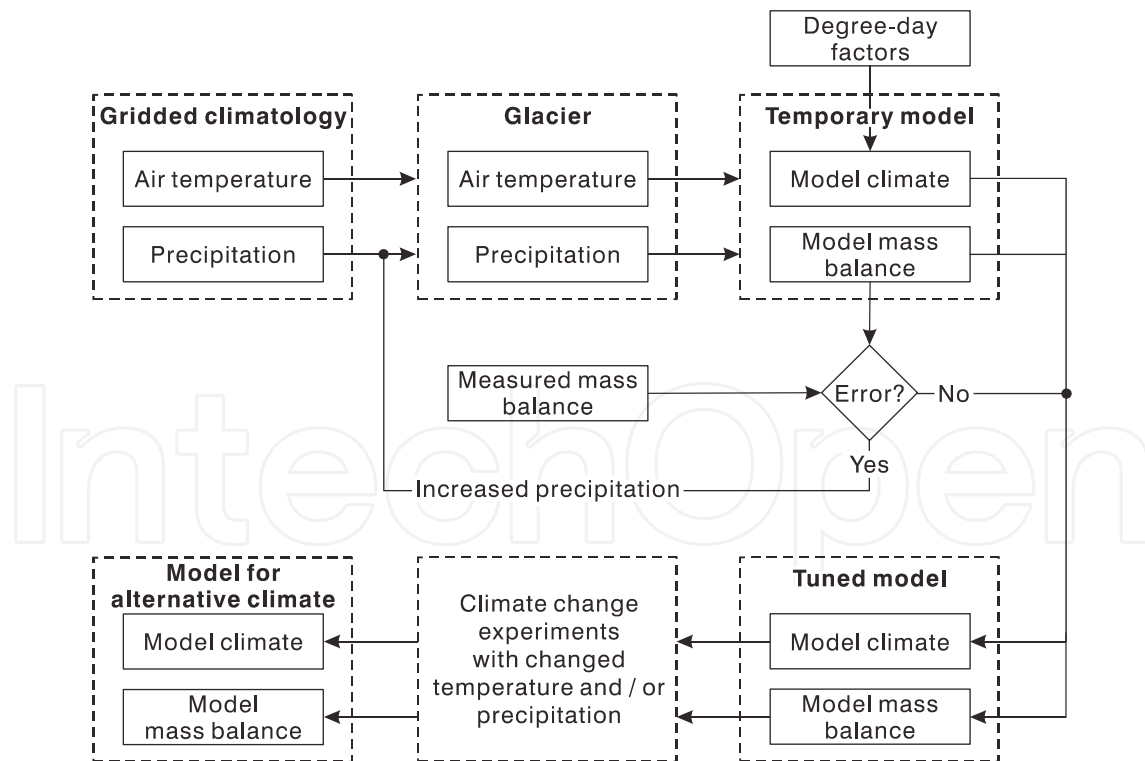 Degree-day
factors
Gridded climatology
Glacier
Temporary model
Air temperature
Air temperature
Model climate
Precipitation
Precipitation
Model mass
balance
Measured mass
balance
Error?
No
Yes
Increased precipitation
IntechOpen
Model for
alternative climate
Model climate
Model
mass balance
Climate change
experiments
with changed
temperature and / or
precipitation
Tuned model
Model climate
Model mass
balance